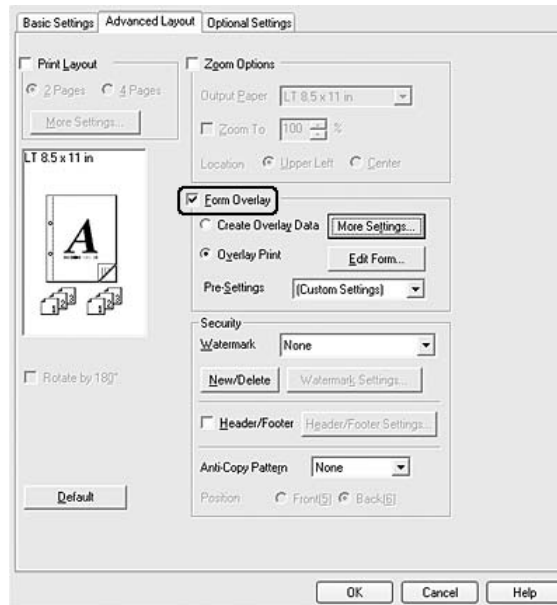 Basic Settings Advanced Layout Optional Settings
Print Layout
2 Pages 4 Pages
More Settings...
LT 8.5 x 11 in
A
Rotate by 180°
Default
Zoom Options
Output Paper LT 8.5 x 11 in
Zoom To 100 %
Location Upper Left Center
Form Overlay
Create Overlay Data More Settings...
Overlay Print Edit Form...
Pre-Settings (Custom Settings)
Security
Watermark None
New/Delete Watermark Settings...
Header/Footer Header/Footer Settings...
Anti-Copy Pattern None
Position Front[5] Back[6]
OK Cancel Help